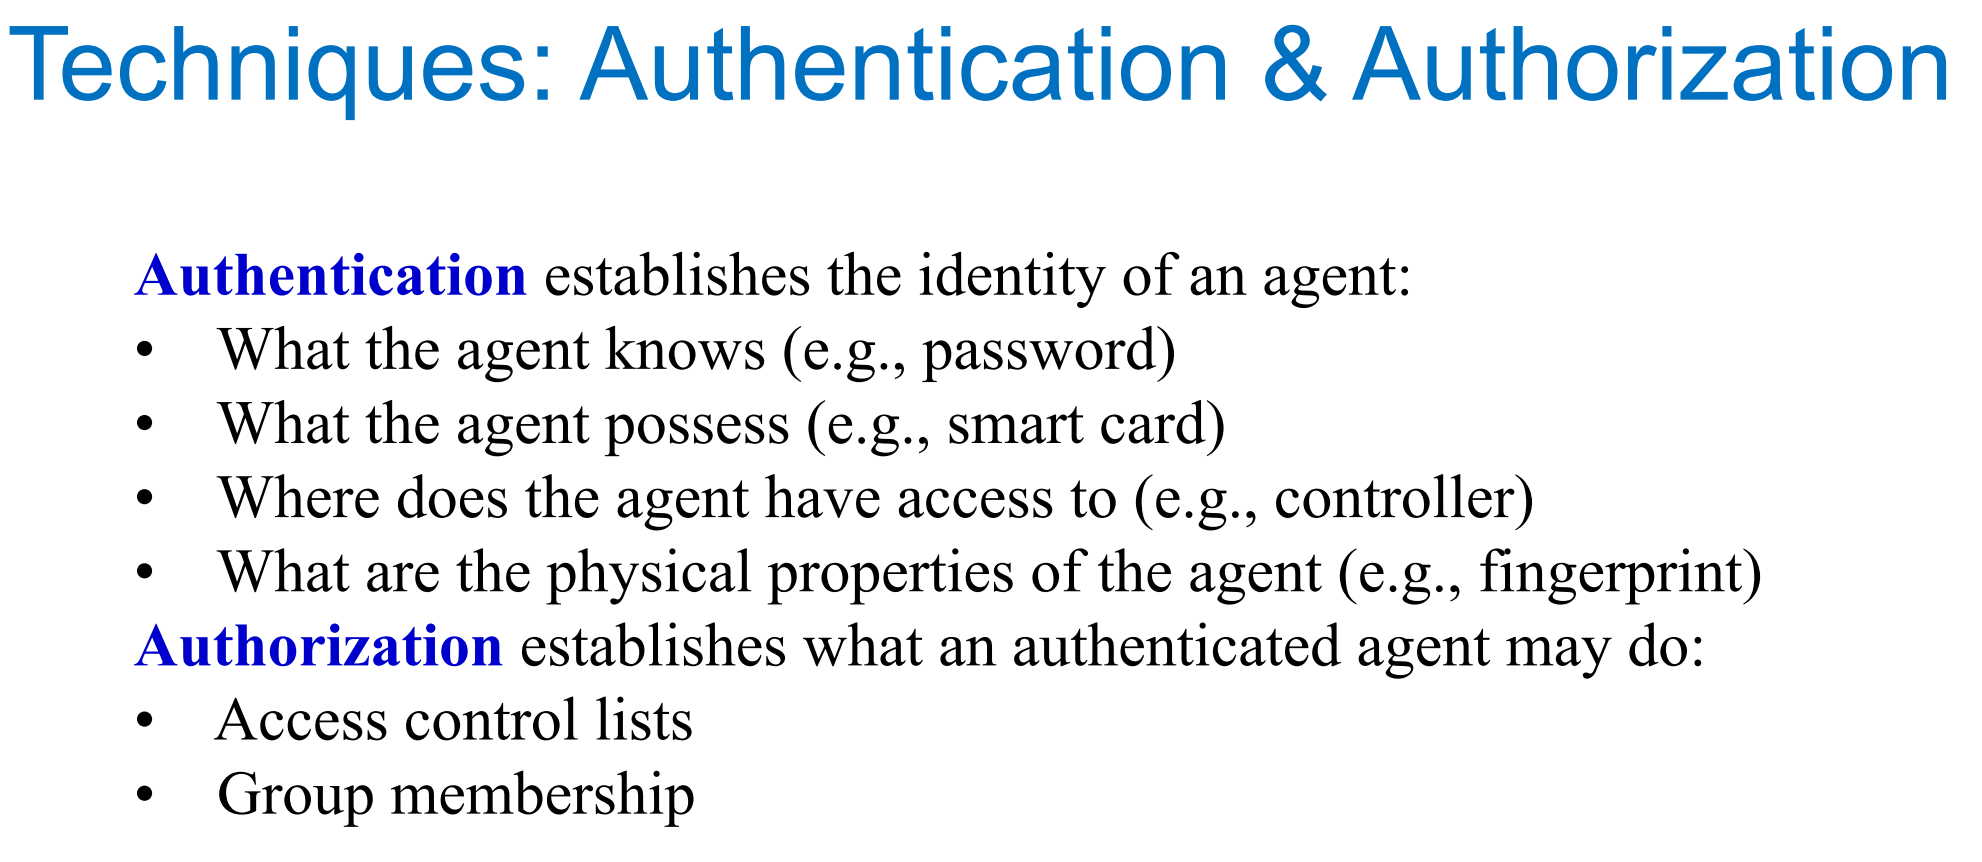 Techniques: Authentication & Authorization
Authentication establishes the identity of an agent:
• What the agent knows (e.g., password)
• What the agent possess (e.g., smart card)
• Where does the agent have access to (e.g., controller)
• What are the physical properties of the agent (e.g., fingerprint)
Authorization establishes what an authenticated agent may do:
• Access control lists
• Group membership